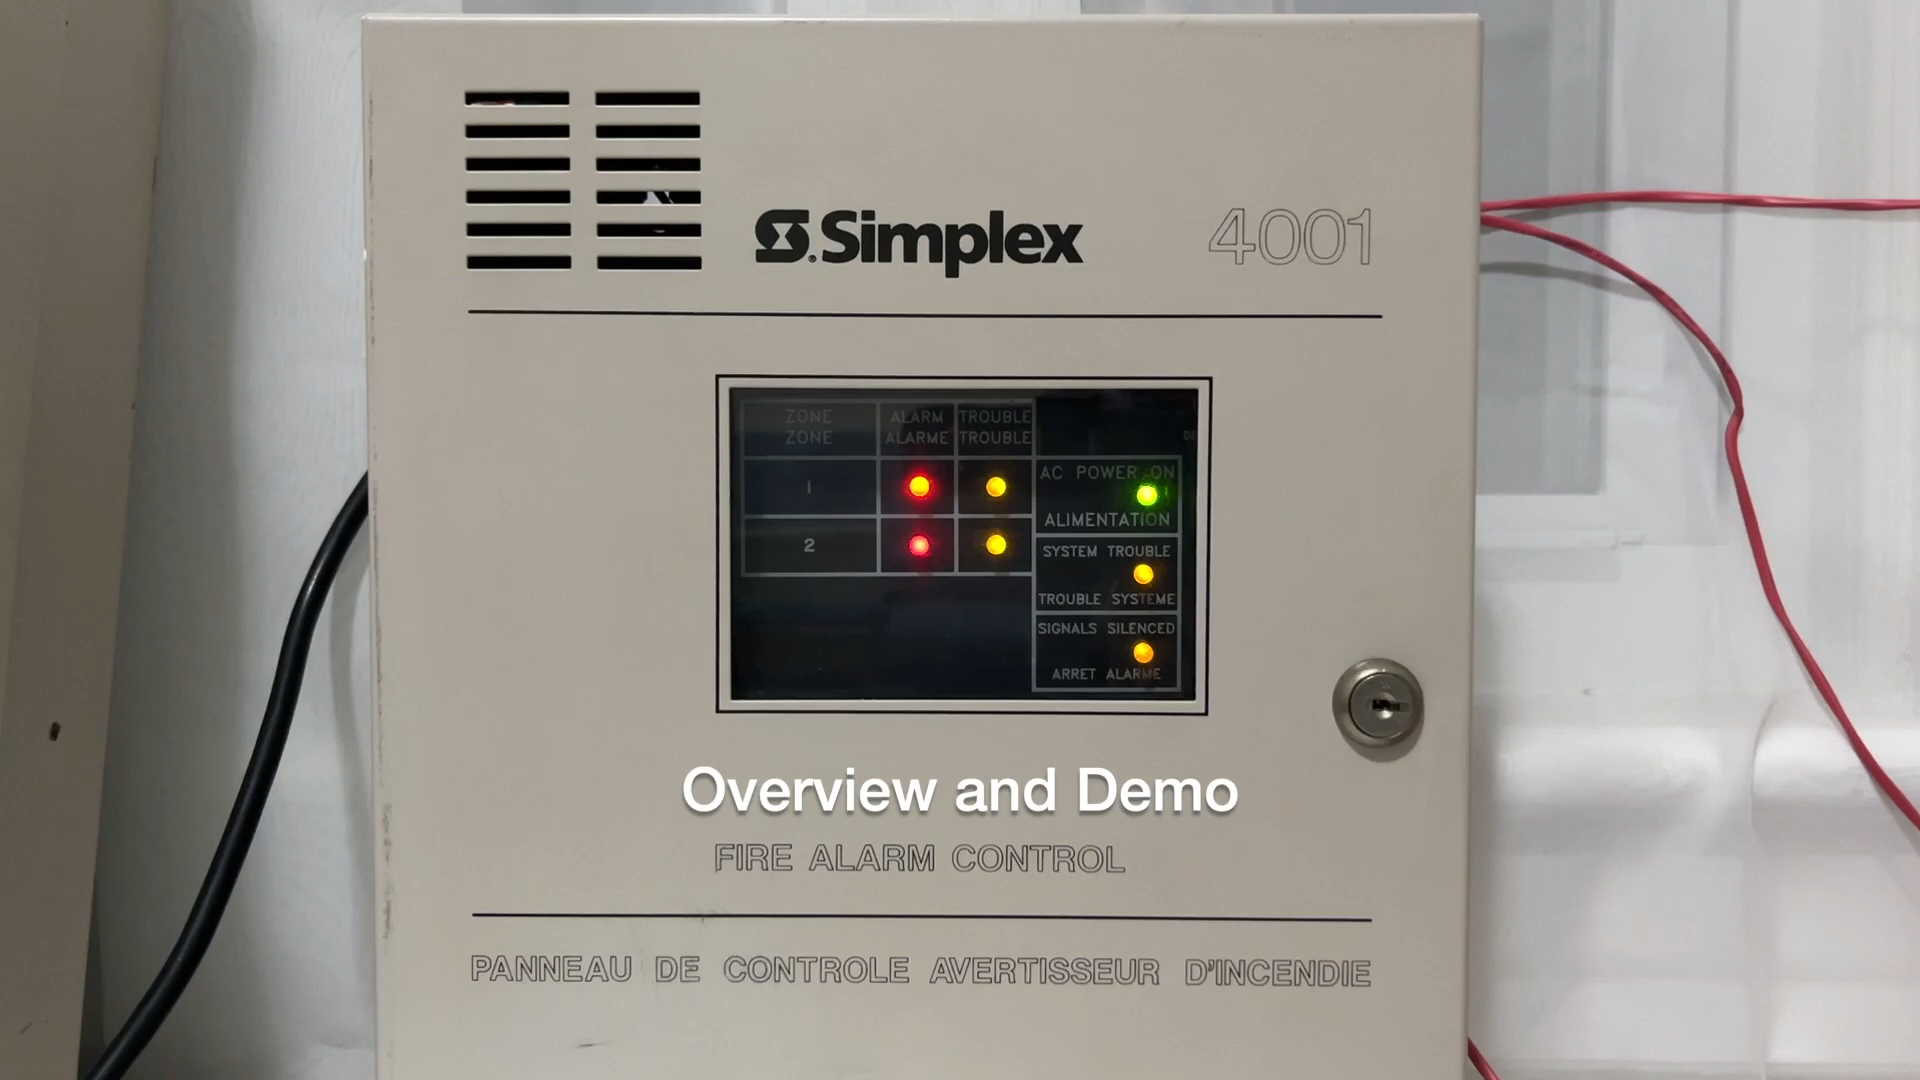 Simplex
4001
ZONE ALARM TROUBLE
ZONE ALARME TROUBLE
1
2
AC POWER ON
ALIMENTATION
SYSTEM TROUBLE
TROUBLE SYSTEME
SIGNALS SILENCED
ARRET ALARME
Overview and Demo
FIRE ALARM CONTROL
PANNEAU DE CONTROLE AVERTISSEUR D'INCENDIE